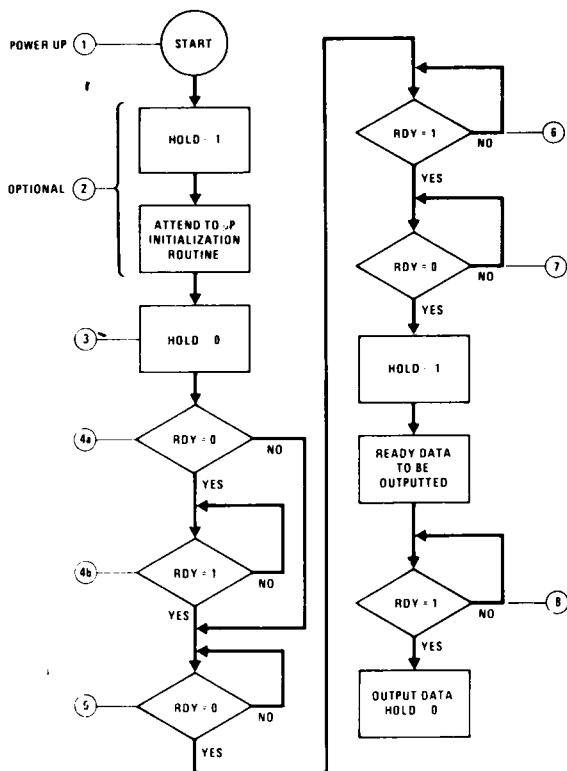 POWER UP 1 START
HOLD - 1
OPTIONAL 2
ATTEND TO μP
INITIALIZATION
ROUTINE
3 HOLD 0
4a RDY = 0 NO
YES
4b RDY = 1 NO
YES
5 RDY = 0 NO
YES
RDY = 1 NO 6
YES
RDY = 0 NO 7
YES
HOLD - 1
READY DATA
TO BE
OUTPUTTED
RDY = 1 NO 8
YES
OUTPUT DATA
HOLD 0